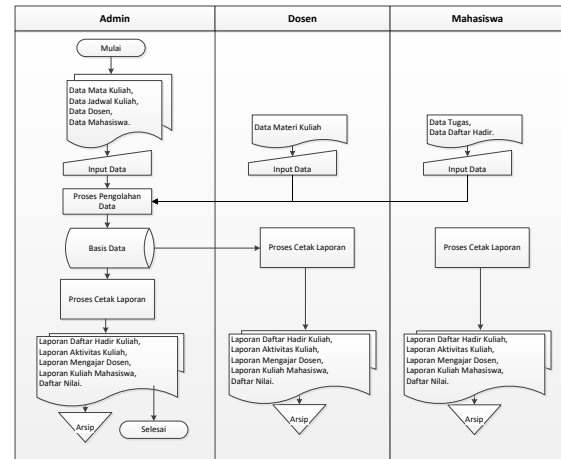 Admin
Dosen
Mahasiswa
Mulai
Data Mata Kuliah,
Data Jadwal Kuliah,
Data Dosen,
Data Mahasiswa.
Data Materi Kuliah
Data Tugas,
Data Daftar Hadir.
Input Data
Input Data
Input Data
Proses Pengolahan
Data
Basis Data
Proses Cetak Laporan
Proses Cetak Laporan
Proses Cetak Laporan
Laporan Daftar Hadir Kuliah,
Laporan Aktivitas Kuliah,
Laporan Mengajar Dosen,
Laporan Kuliah Mahasiswa,
Daftar Nilai.
Laporan Daftar Hadir Kuliah,
Laporan Aktivitas Kuliah,
Laporan Mengajar Dosen,
Laporan Kuliah Mahasiswa,
Daftar Nilai.
Laporan Daftar Hadir Kuliah,
Laporan Aktivitas Kuliah,
Laporan Mengajar Dosen,
Laporan Kuliah Mahasiswa,
Daftar Nilai.
Arsip
Selesai
Arsip
Arsip